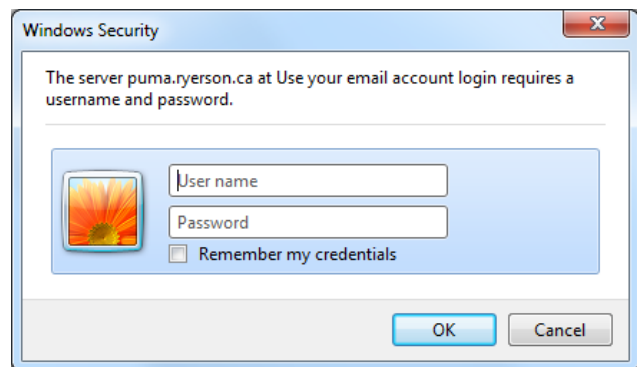 Windows Security
The server puma.ryerson.ca at Use your email account login requires a
username and password.
User name
Password
Remember my credentials
OK
Cancel